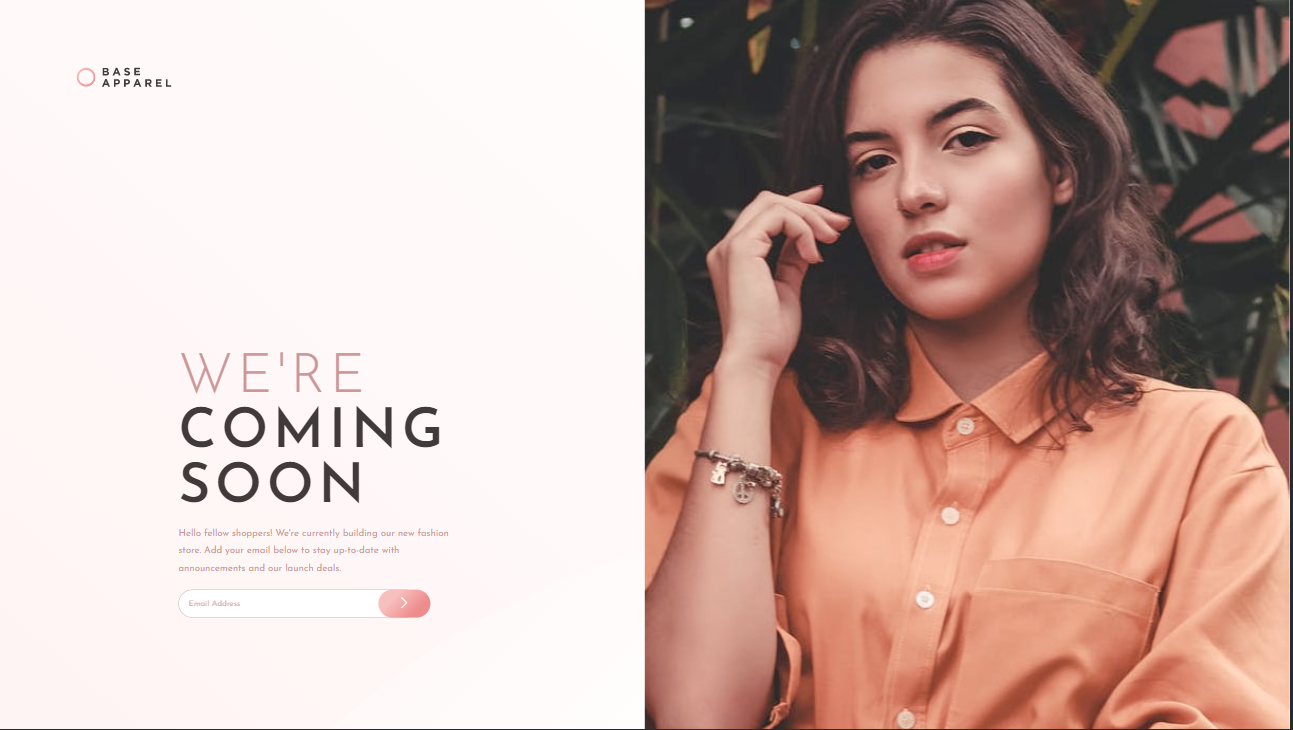 BASE
APPAREL
WE'RE
COMING
SOON
Hello fellow shoppers! We're currently building our new fashion
store. Add your email below to stay up-to-date with
announcements and our launch deals.
Email Address